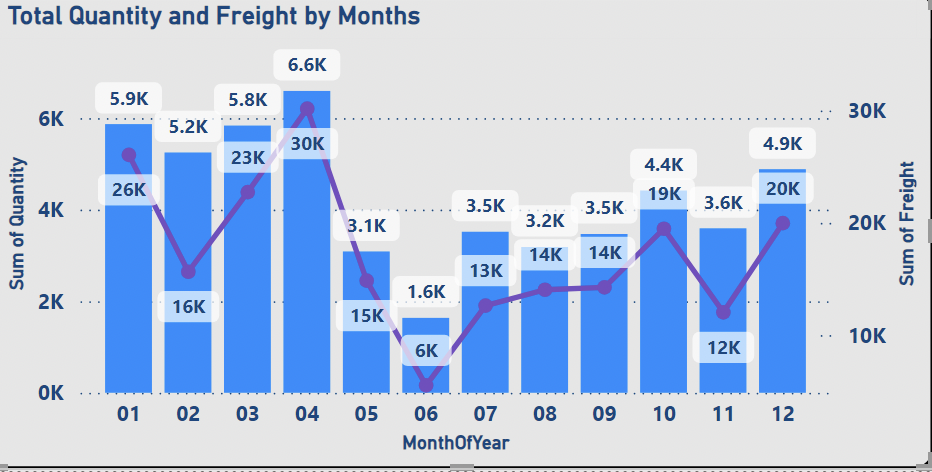 Total Quantity and Freight by Months
6.6K
5.9K
5.8K
5.2K
4.9K
4.4K
3.6K
3.5K
3.5K
3.2K
3.1K
1.6K
30K
26K
23K
20K
19K
16K
15K
14K
14K
13K
12K
6K
6K
4K
2K
0K
Sum of Quantity
30K
20K
10K
Sum of Freight
01 02 03 04 05 06 07 08 09 10 11 12
MonthOfYear